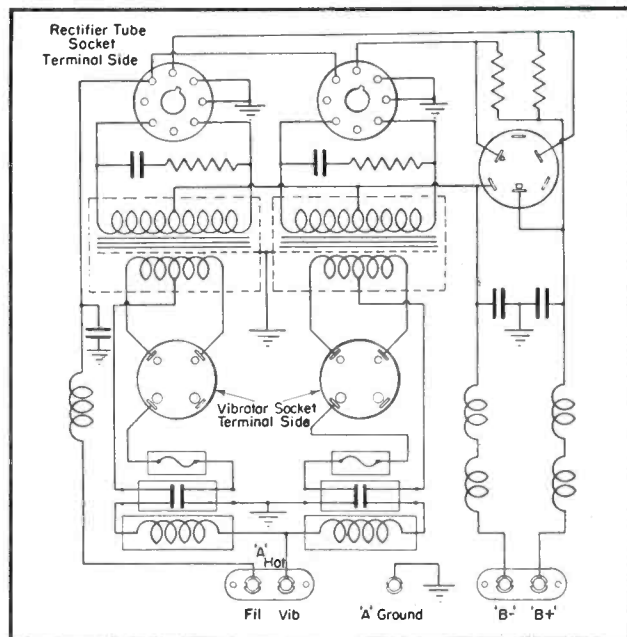 Rectifier Tube
Socket
Terminal Side
Vibrator Socket
Terminal Side
'A'
Hot
Fil Vib
'A' Ground
'B-' 'B+'